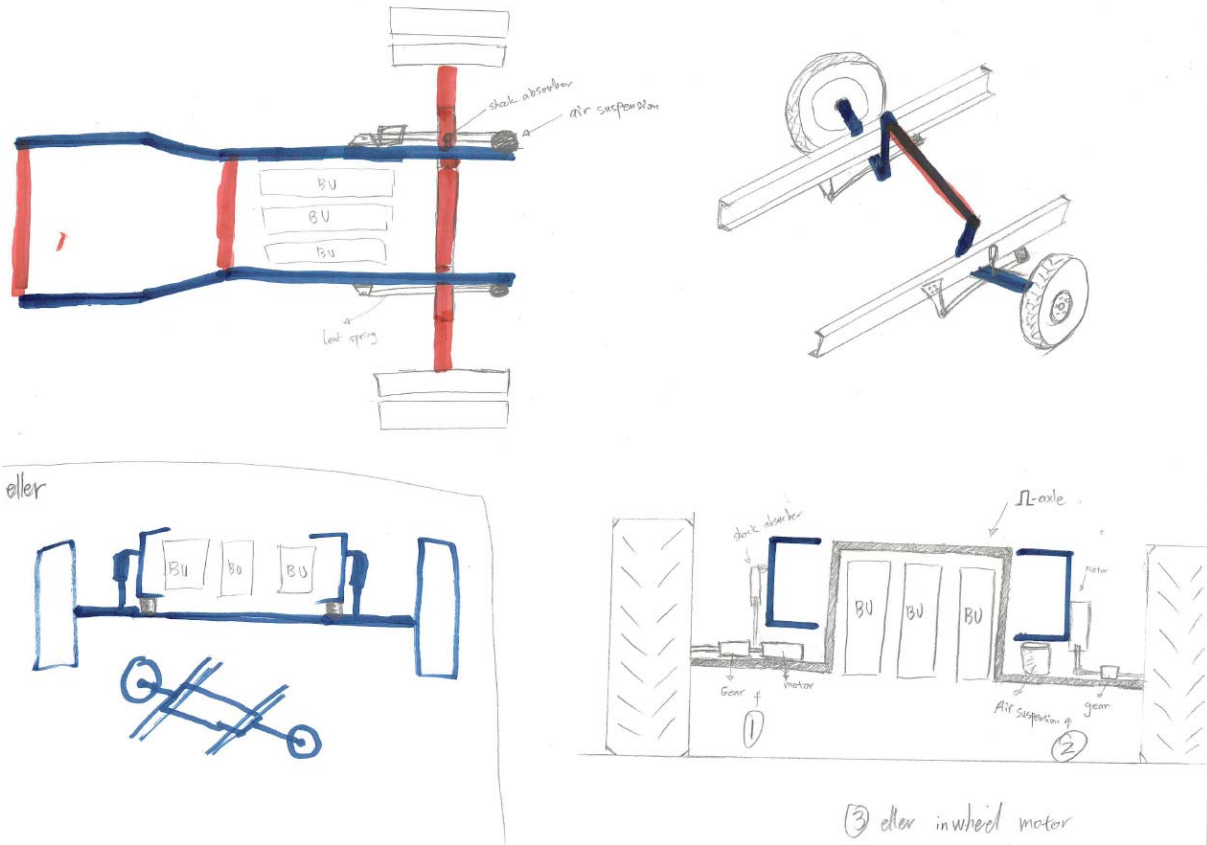 shock absorber
air suspension
BU
BU
BU
leaf spring
eller
BU
BU
BU
Ω-axle
shock absorber
motor
BU
BU
BU
Gear
motor
Air suspension
gear
1
2
3 eller inwheel motor